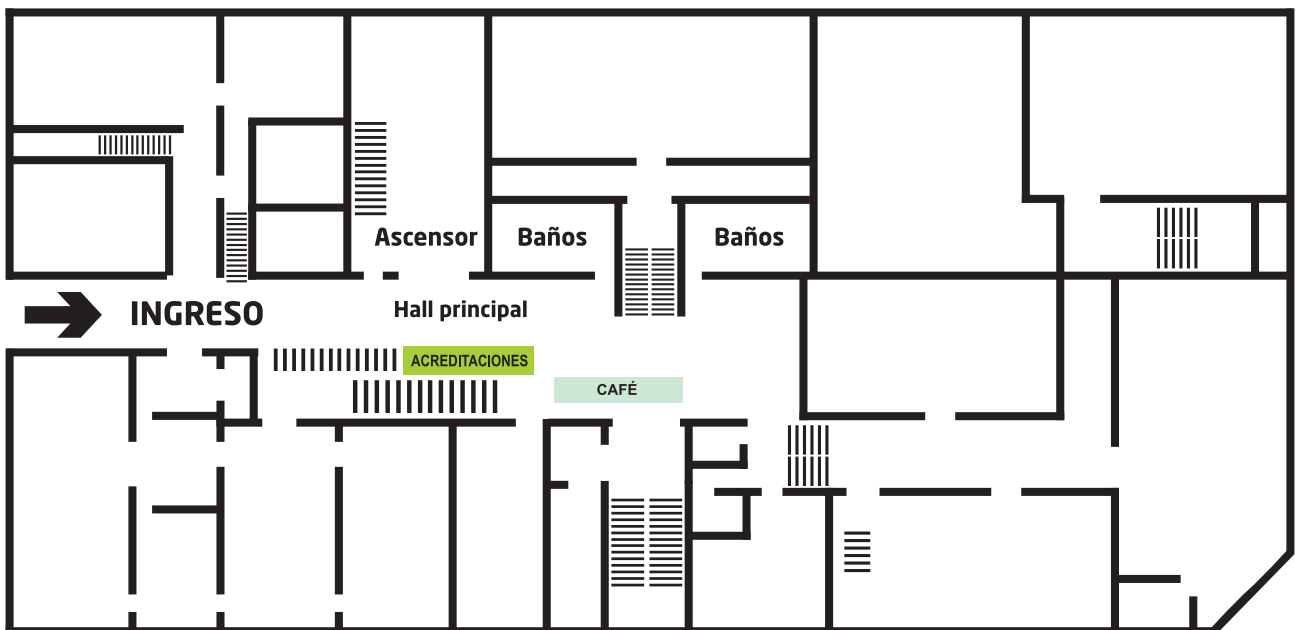 Ascensor
Baños
Baños
INGRESO
Hall principal
ACREDITACIONES
CAFÉ